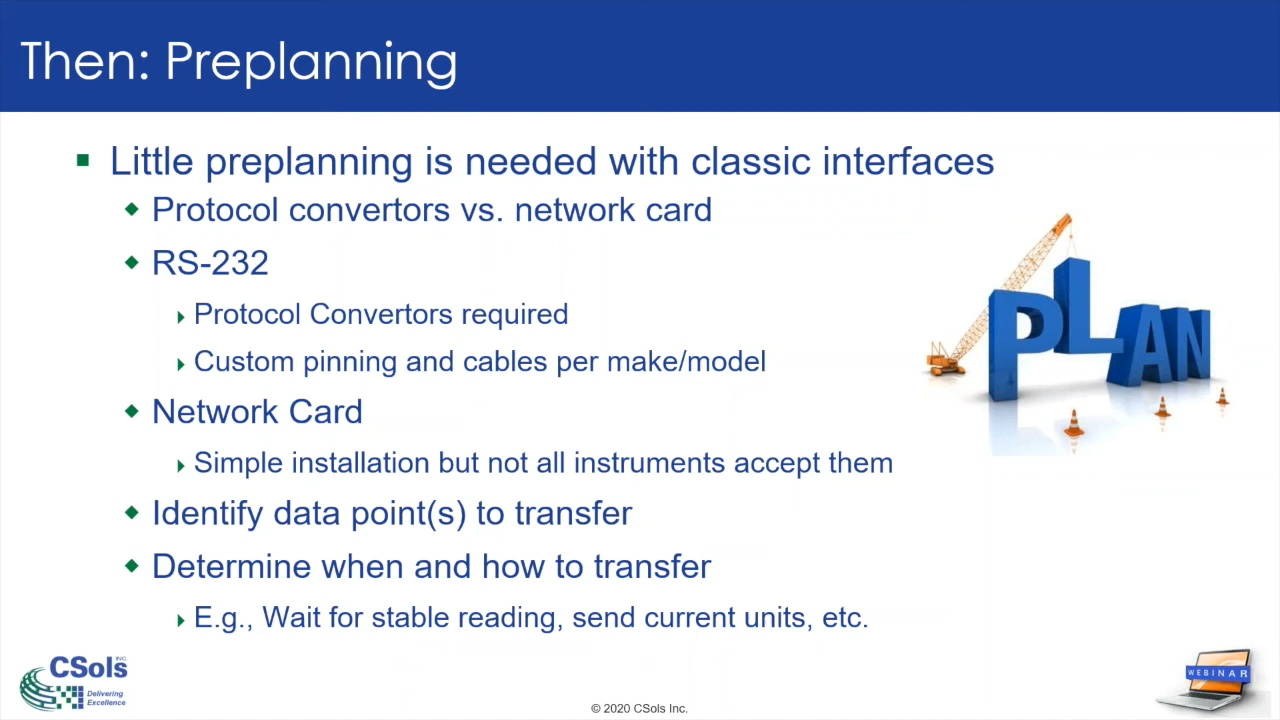 Then: Preplanning
Little preplanning is needed with classic interfaces
Protocol convertors vs. network card
RS-232
Protocol Convertors required
Custom pinning and cables per make/model
Network Card
Simple installation but not all instruments accept them
Identify data point(s) to transfer
Determine when and how to transfer
E.g., Wait for stable reading, send current units, etc.
PLAN
CSols INC.
Delivering
Excellence
© 2020 CSols Inc.
WEBINAR